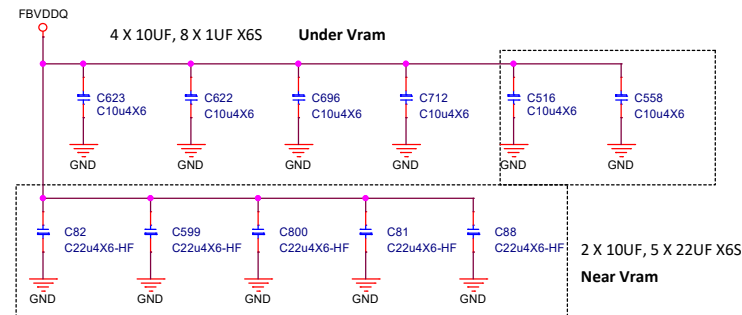 FBVDDQ
4 X 10UF, 8 X 1UF X6S Under Vram
C623 C622 C696 C712 C516 C558
C10u4X6 C10u4X6 C10u4X6 C10u4X6 C10u4X6 C10u4X6
GND GND GND GND GND GND
C82 C599 C800 C81 C88
C22u4X6-HF C22u4X6-HF C22u4X6-HF C22u4X6-HF C22u4X6-HF
2 X 10UF, 5 X 22UF X6S
Near Vram
GND GND GND GND GND